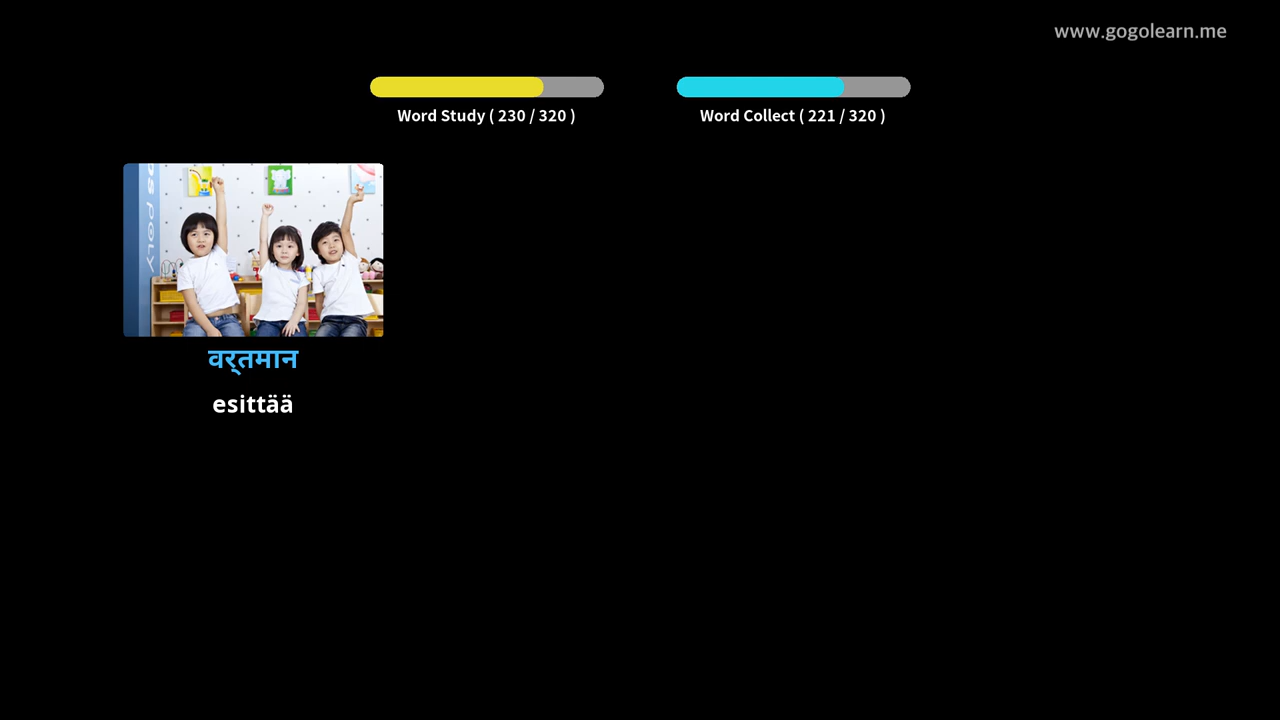 www.gogolearn.me
Word Study ( 230 / 320 )
Word Collect ( 221 / 320 )
वर्तमान
esittää